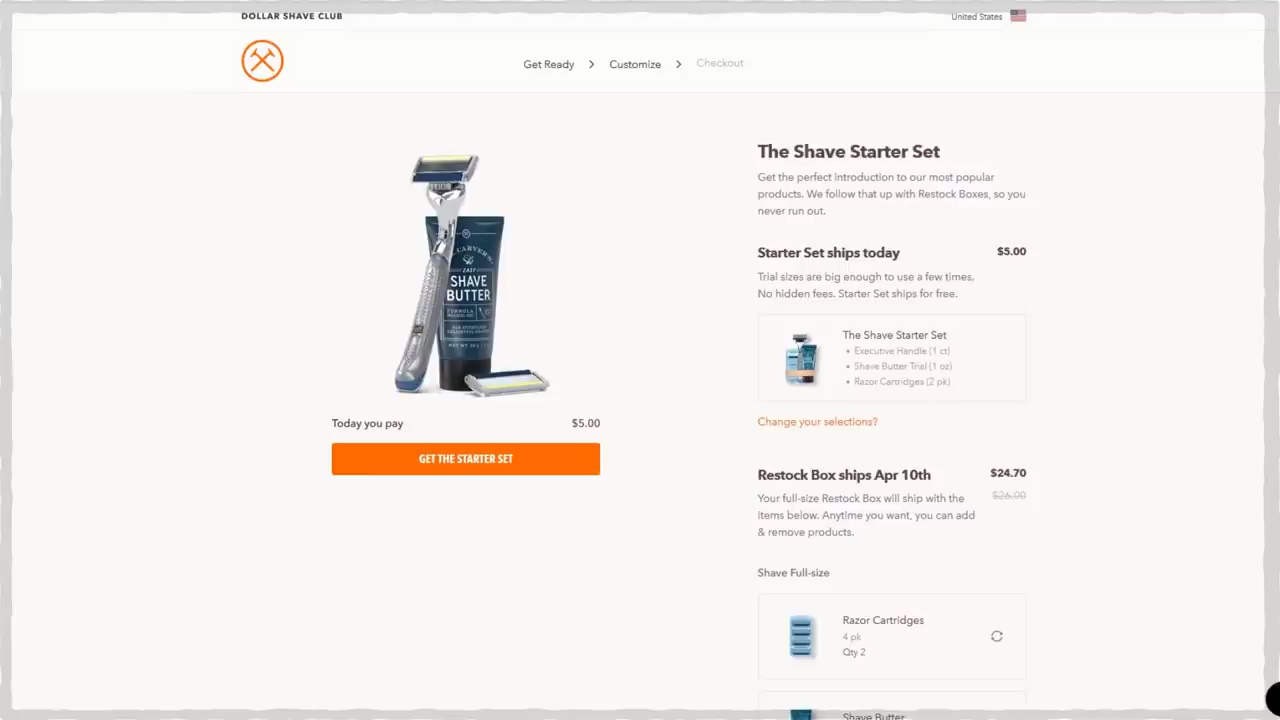 DOLLAR SHAVE CLUB
United States
Get Ready
Customize
Checkout
The Shave Starter Set
Get the perfect introduction to our most popular
products. We follow that up with Restock Boxes, so you
never run out.
Starter Set ships today
$5.00
Trial sizes are big enough to use a few times.
No hidden fees. Starter Set ships for free.
The Shave Starter Set
• Executive Handle (1 ct)
• Shave Butter Trial (1 oz)
• Razor Cartridges (2 pk)
Change your selections?
CARVER'S
EASY
SHAVE
BUTTER
Today you pay
$5.00
GET THE STARTER SET
Restock Box ships Apr 10th
$24.70
$26.00
Your full-size Restock Box will ship with the
items below. Anytime you want, you can add
& remove products.
Shave Full-size
Razor Cartridges
4 pk
Qty 2
Shave Butter